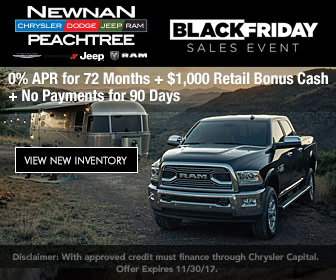 NEWNAN
CHRYSLER DODGE JEEP RAM
PEACHTREE
Jeep RAM
BLACKFRIDAY
SALES EVENT
0% APR for 72 Months + $1,000 Retail Bonus Cash
+ No Payments for 90 Days
VIEW NEW INVENTORY
RAM
Disclaimer: With approved credit must finance through Chrysler Capital.
Offer Expires 11/30/17.